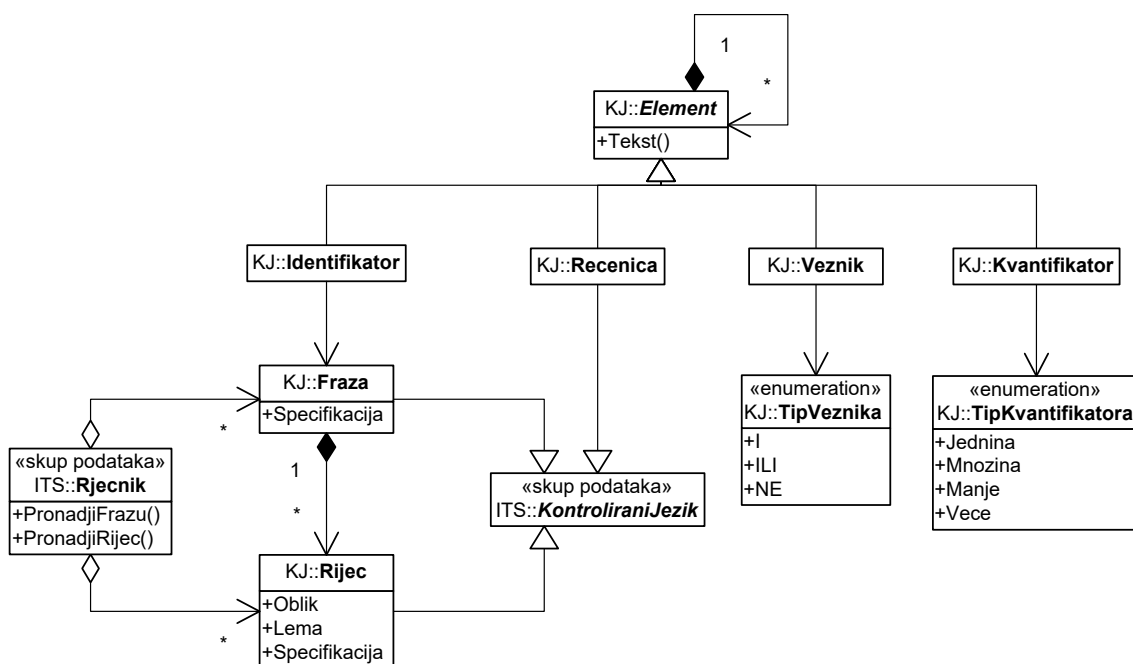 1
*
KJ::Element
+Tekst()
KJ::Identifikator
KJ::Recenica
KJ::Veznik
KJ::Kvantifikator
KJ::Fraza
+Specifikacija
*
1
*
«skup podataka»
ITS::Rjecnik
+PronadjiFrazu()
+PronadjiRijec()
*
KJ::Rijec
+Oblik
+Lema
+Specifikacija
«skup podataka»
ITS::KontroliraniJezik
«enumeration»
KJ::TipVeznika
+I
+ILI
+NE
«enumeration»
KJ::TipKvantifikatora
+Jednina
+Mnozina
+Manje
+Vece